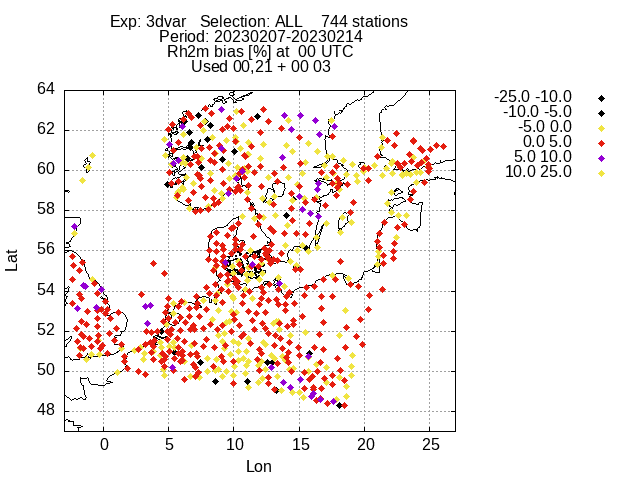 Exp: 3dvar   Selection: ALL    744 stations
Period: 20230207-20230214
Rh2m bias [%] at  00 UTC
Used 00,21 + 00 03
-25.0 -10.0
-10.0 -5.0
-5.0 0.0
0.0 5.0
5.0 10.0
10.0 25.0
64
62
60
58
56
54
52
50
48
Lat
0 5 10 15 20 25
Lon